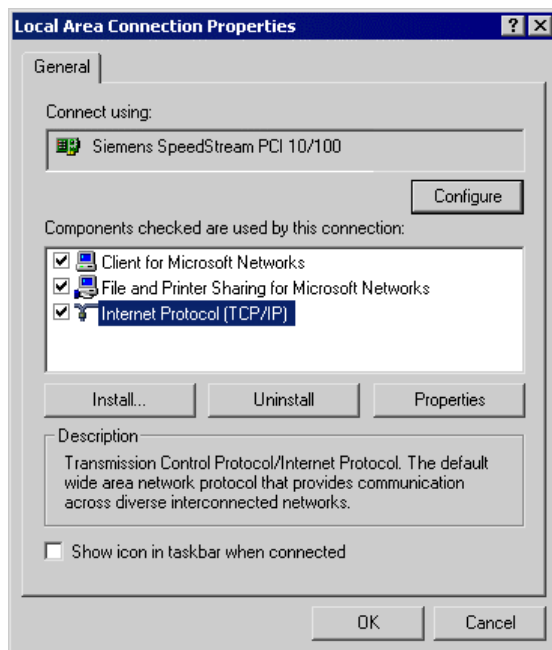 Local Area Connection Properties
General
Connect using:
Siemens SpeedStream PCI 10/100
Configure
Components checked are used by this connection:
Client for Microsoft Networks
File and Printer Sharing for Microsoft Networks
Internet Protocol (TCP/IP)
Install...
Uninstall
Properties
Description
Transmission Control Protocol/Internet Protocol. The default
wide area network protocol that provides communication
across diverse interconnected networks.
Show icon in taskbar when connected
OK
Cancel